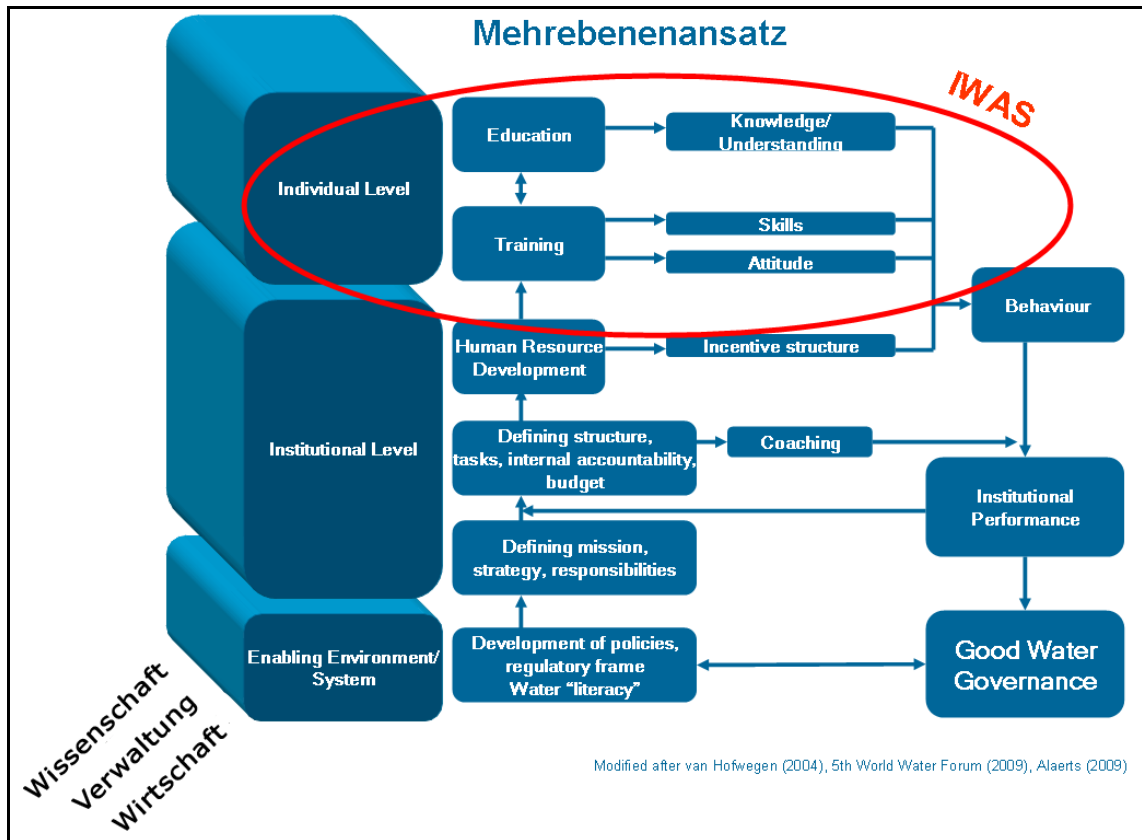 Mehrebenenansatz
IWAS
Individual Level
Education
Knowledge/
Understanding
Training
Skills
Attitude
Behaviour
Institutional Level
Human Resource
Development
Incentive structure
Defining structure,
tasks, internal accountability,
budget
Coaching
Institutional
Performance
Defining mission,
strategy, responsibilities
Enabling Environment/
System
Development of policies,
regulatory frame
Water “literacy”
Good Water
Governance
Wissenschaft
Verwaltung
Wirtschaft
Modified after van Hofwegen (2004), 5th World Water Forum (2009), Alaerts (2009)